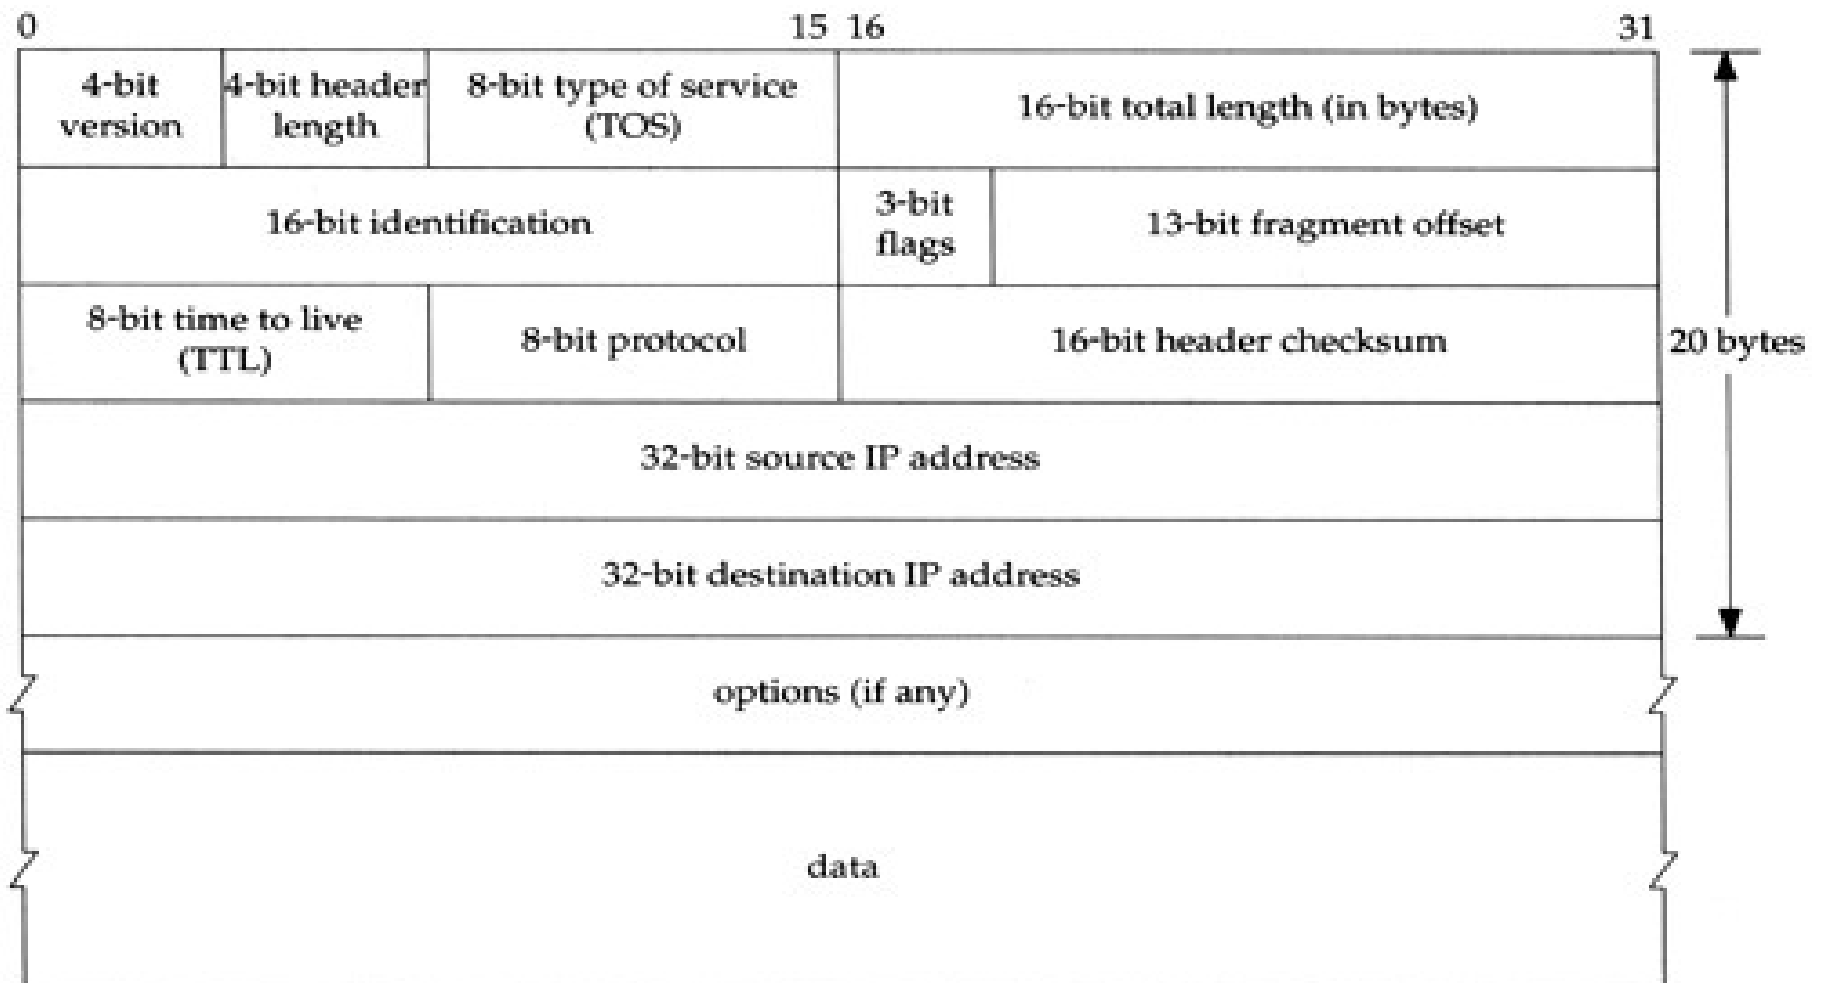 0 15 16 31
4-bit version
4-bit header length
8-bit type of service (TOS)
16-bit total length (in bytes)
16-bit identification
3-bit flags
13-bit fragment offset
8-bit time to live (TTL)
8-bit protocol
16-bit header checksum
20 bytes
32-bit source IP address
32-bit destination IP address
options (if any)
data